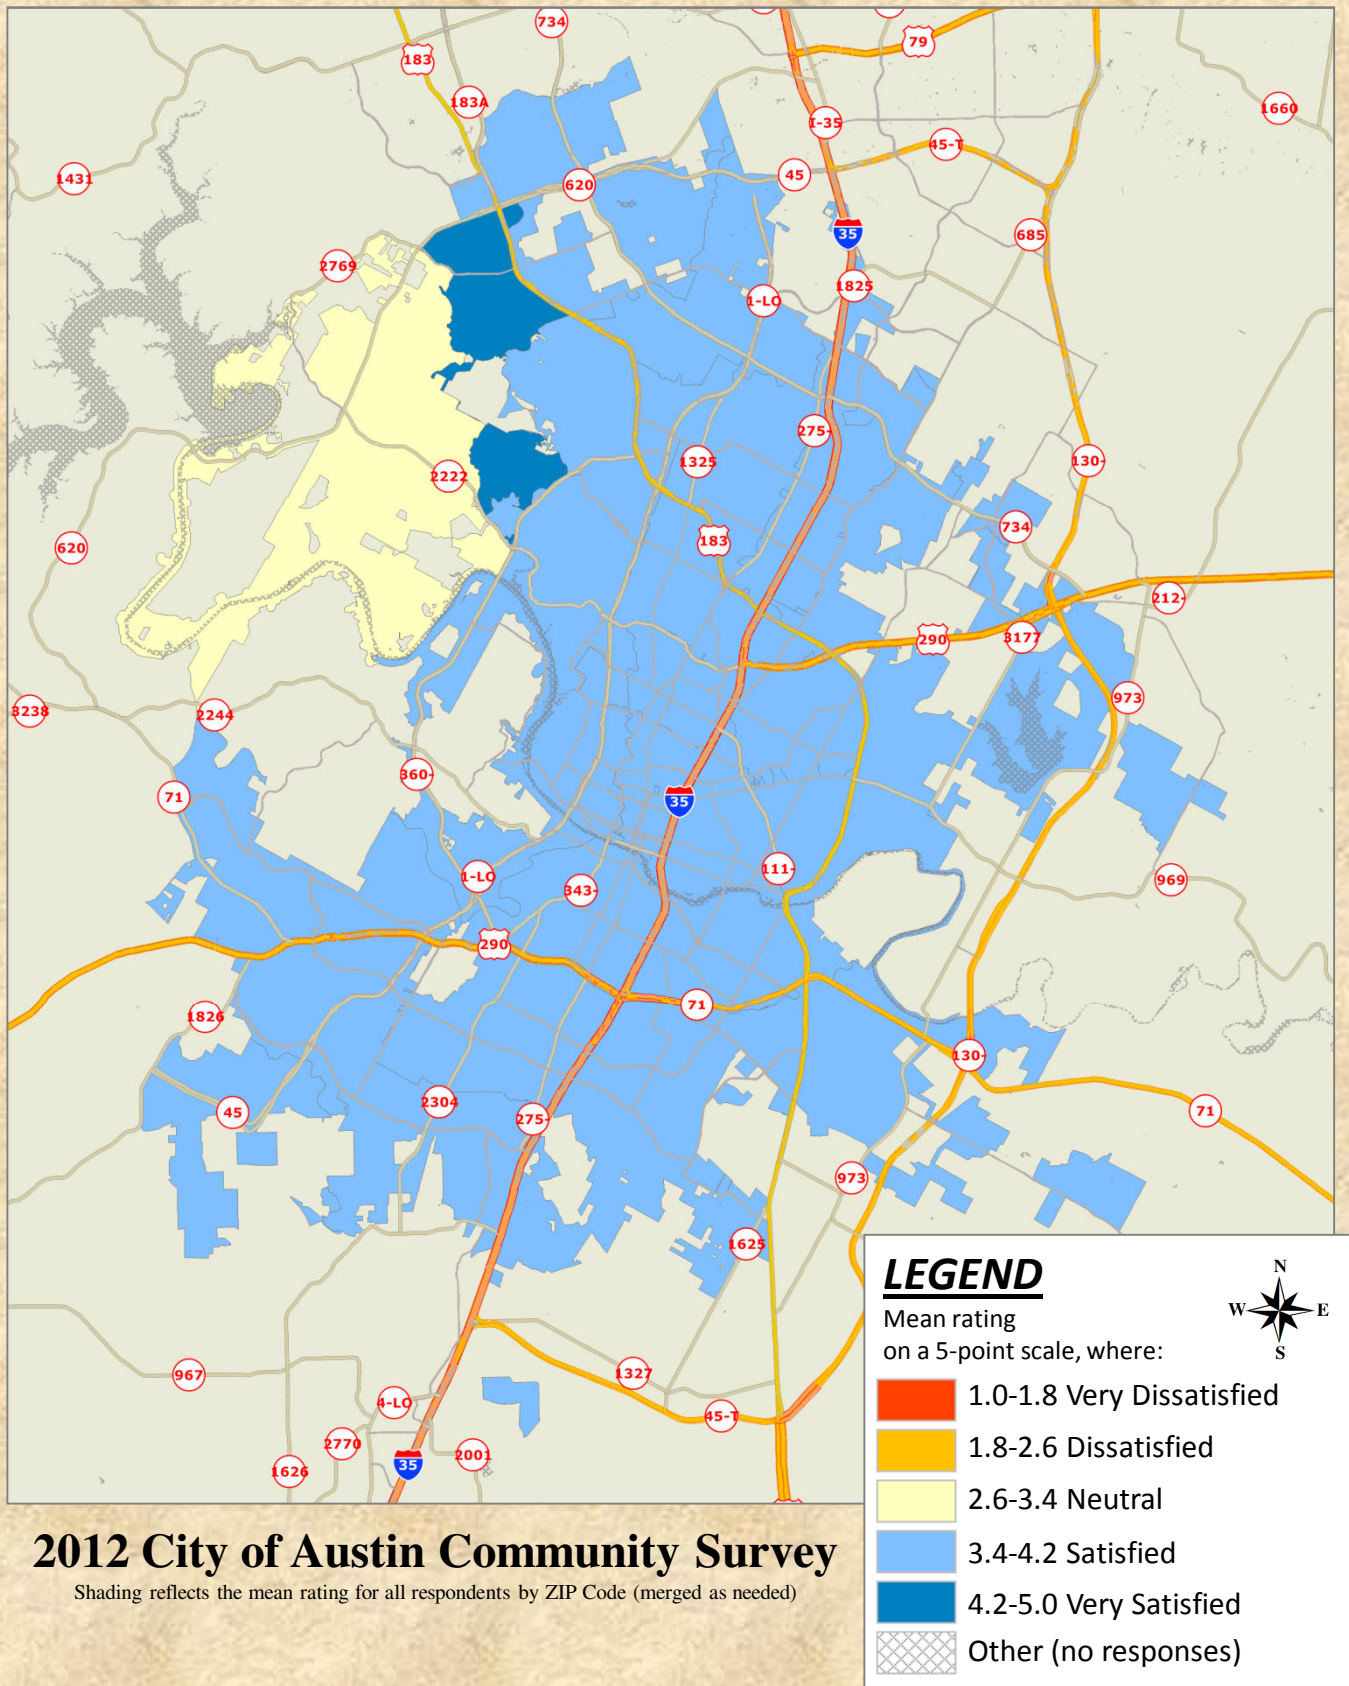 734
183
79
183A
1660
I-35
45-T
1431
45
620
685
35
2769
1825
1-LO
275-
130-
1325
2222
734
183
620
212-
290
3177
973
3238
2244
360-
71
35
111-
1-LO
969
343-
290
71
1826
130-
2304
45
275-
71
973
1625
LEGEND
N
W E
S
Mean rating
on a 5-point scale, where:
1.0-1.8 Very Dissatisfied
1.8-2.6 Dissatisfied
2.6-3.4 Neutral
3.4-4.2 Satisfied
4.2-5.0 Very Satisfied
Other (no responses)
967
1327
4-LO
45-T
2770
2001
35
1626
2012 City of Austin Community Survey
Shading reflects the mean rating for all respondents by ZIP Code (merged as needed)